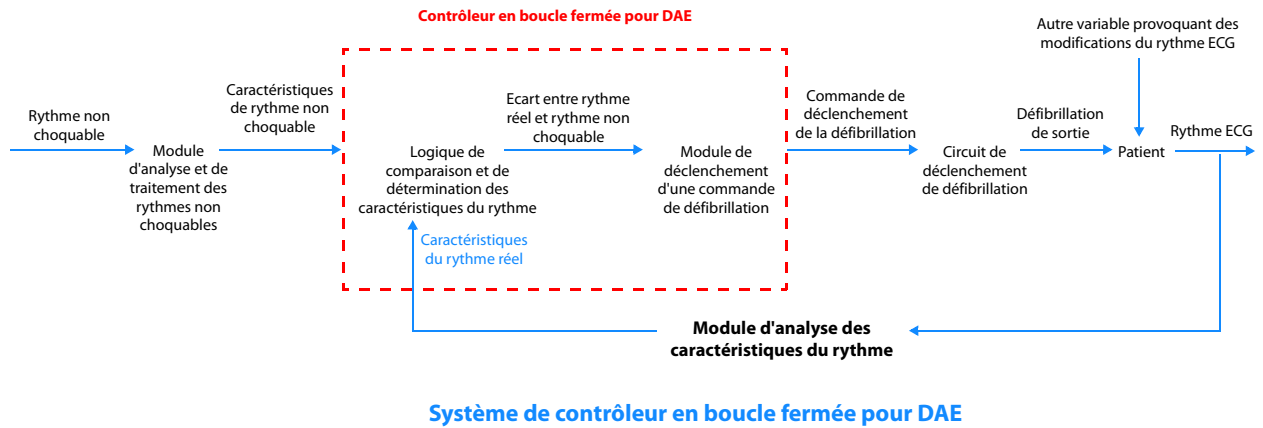 Contrôleur en boucle fermée pour DAE
Autre variable provoquant des
modifications du rythme ECG
Rythme non
choquable
Caractéristiques
de rythme non
choquable
Ecart entre rythme
réel et rythme non
choquable
Commande de
déclenchement
de la défibrillation
Défibrillation
de sortie
Rythme ECG
Module
d'analyse et de
traitement des
rythmes non
choquables
Logique de
comparaison et de
détermination des
caractéristiques du rythme
Module de
déclenchement
d'une commande
de défibrillation
Circuit de
déclenchement
de défibrillation
Patient
Caractéristiques
du rythme réel
Module d'analyse des
caractéristiques du rythme
Système de contrôleur en boucle fermée pour DAE